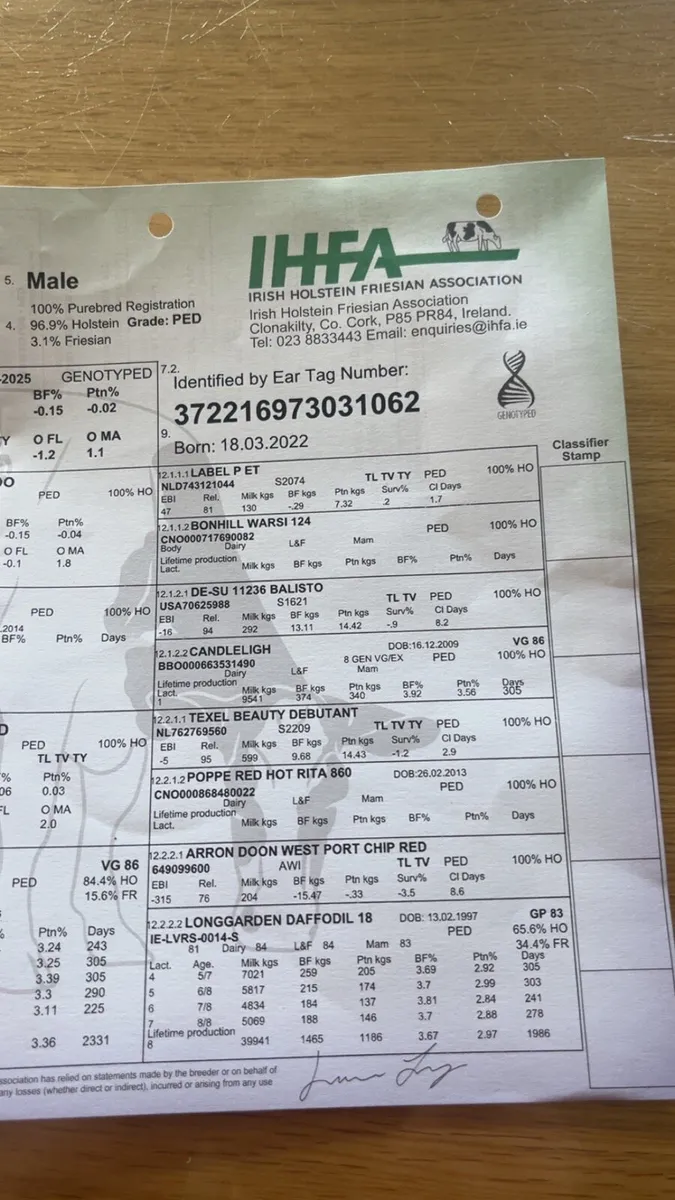 5. Male
100% Purebred Registration
4. 96.9% Holstein Grade: PED
3.1% Friesian
IHFA
IRISH HOLSTEIN FRIESIAN ASSOCIATION
Irish Holstein Friesian Association
Clonakilty, Co. Cork, P85 PR84, Ireland.
Tel: 023 8833443 Email: enquiries@ihfa.ie
-2025 GENOTYPED
BF% Ptn%
-0.15 -0.02
Y O FL O MA
-1.2 1.1
7.2.
Identified by Ear Tag Number:
372216973031062
9.
Born: 18.03.2022
GENOTYPED
Classifier
Stamp
PED 100% HO
BF% Ptn%
-0.15 -0.04
O FL O MA
-0.1 1.8
PED 100% HO
.2014
BF% Ptn% Days
D
PED 100% HO
TL TV TY
% Ptn%
06 0.03
FL O MA
2.0
VG 86
PED 84.4% HO
15.6% FR
% Ptn% Days
3.24 243
3.25 305
3.39 305
3.3 290
3.11 225
3.36 2331
12.1.1.1 LABEL P ET
NLD743121044 S2074 TL TV TY PED 100% HO
EBI Rel. Milk kgs BF kgs Ptn kgs Surv% CI Days
47 81 130 -.29 7.32 .2 1.7
12.1.1.2 BONHILL WARSI 124
CNO000717690082 PED 100% HO
Body Dairy L&F Mam
Lifetime production
Lact. Milk kgs BF kgs Ptn kgs BF% Ptn% Days
12.1.2.1 DE-SU 11236 BALISTO
USA70625988 S1621 TL TV PED 100% HO
EBI Rel. Milk kgs BF kgs Ptn kgs Surv% CI Days
-16 94 292 13.11 14.42 -.9 8.2
12.1.2.2 CANDLELIGH DOB:16.12.2009 VG 86
BBO000663531490 8 GEN VG/EX PED 100% HO
Dairy L&F Mam
Lifetime production
Lact. Milk kgs BF kgs Ptn kgs BF% Ptn% Days
1 9541 374 340 3.92 3.56 305
12.2.1.1 TEXEL BEAUTY DEBUTANT
NL762769560 S2209 TL TV TY PED 100% HO
EBI Rel. Milk kgs BF kgs Ptn kgs Surv% CI Days
-5 95 599 9.68 14.43 -1.2 2.9
12.2.1.2 POPPE RED HOT RITA 860 DOB:26.02.2013
CNO000868480022 PED 100% HO
Dairy L&F Mam
Lifetime production
Lact. Milk kgs BF kgs Ptn kgs BF% Ptn% Days
12.2.2.1 ARRON DOON WEST PORT CHIP RED
649099600 AWI TL TV PED 100% HO
EBI Rel. Milk kgs BF kgs Ptn kgs Surv% CI Days
-315 76 204 -15.47 -.33 -3.5 8.6
12.2.2.2 LONGGARDEN DAFFODIL 18 DOB: 13.02.1997 GP 83
IE-LVRS-0014-S PED 65.6% HO
81 Dairy 84 L&F 84 Mam 83 34.4% FR
Lact. Age. Milk kgs BF kgs Ptn kgs BF% Ptn% Days
4 5/7 7021 259 205 3.69 2.92 305
5 6/8 5817 215 174 3.7 2.99 303
6 7/8 4834 184 137 3.81 2.84 241
7 8/8 5069 188 146 3.7 2.88 278
Lifetime production
8 39941 1465 1186 3.67 2.97 1986
ssociation has relied on statements made by the breeder or on behalf of
any losses (whether direct or indirect), incurred or arising from any use